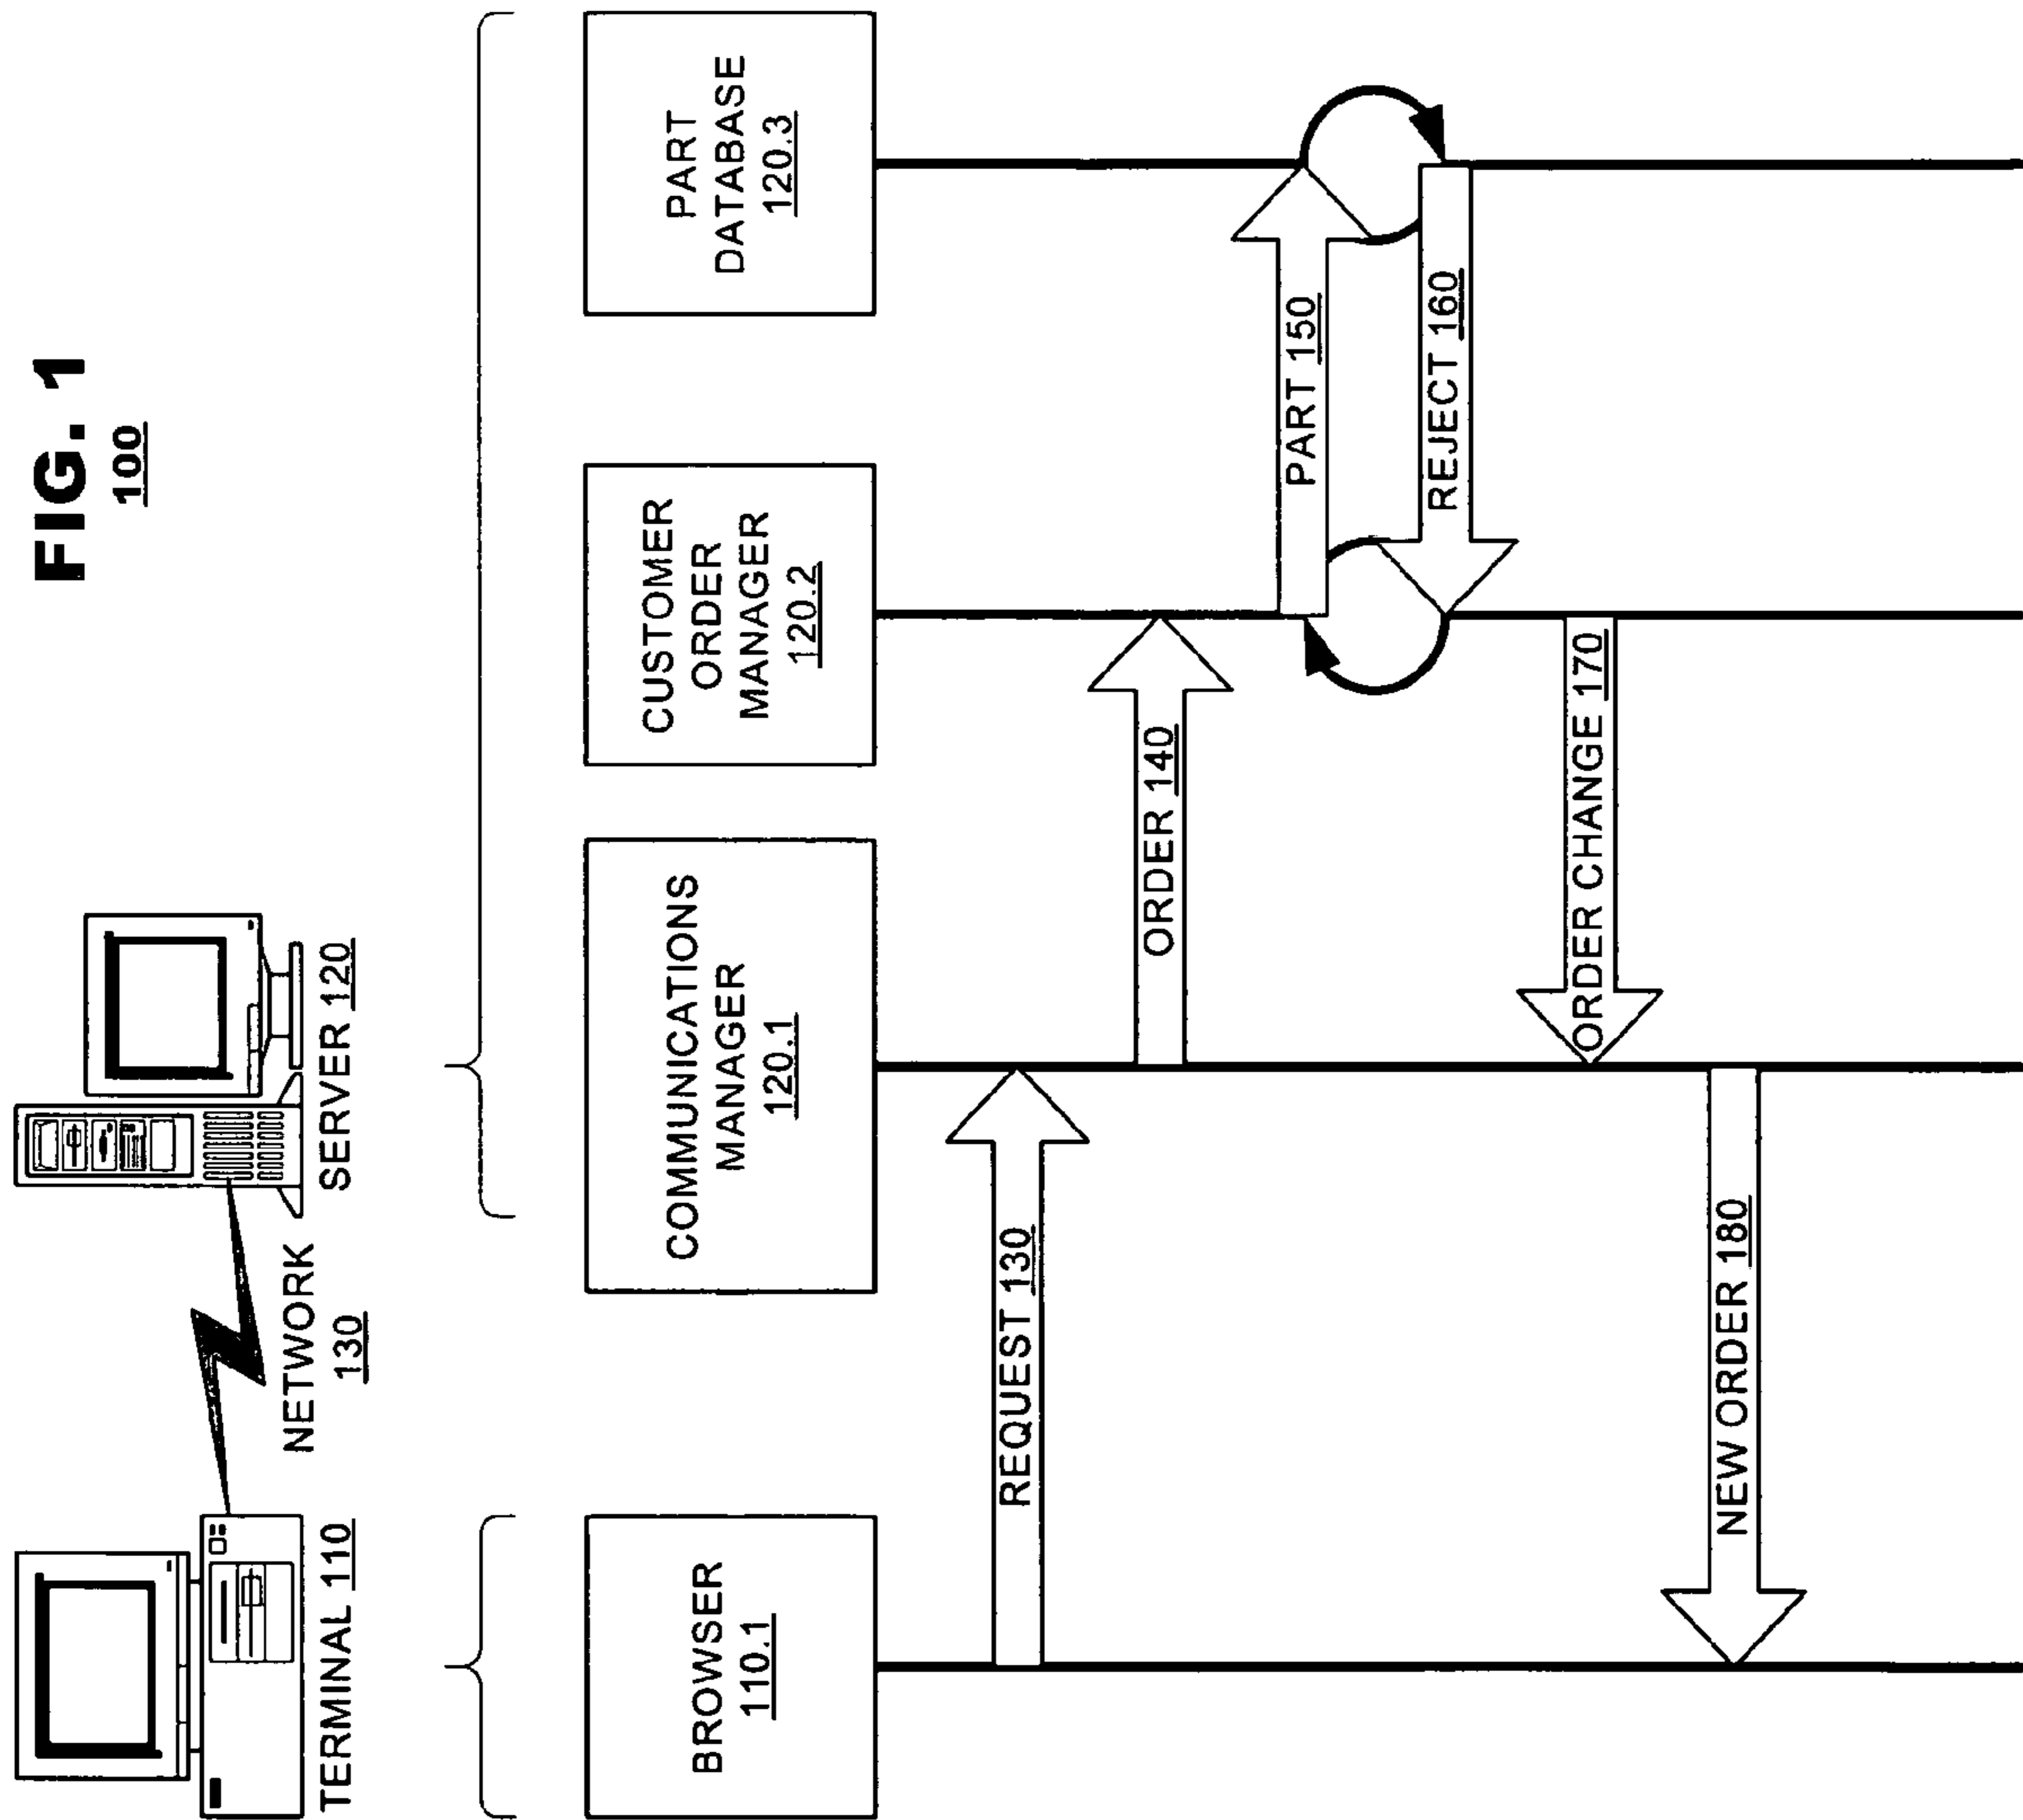 FIG. 1
100
TERMINAL 110
NETWORK
130
SERVER 120
BROWSER
110.1
COMMUNICATIONS
MANAGER
120.1
CUSTOMER
ORDER
MANAGER
120.2
PART
DATABASE
120.3
REQUEST 130
ORDER 140
PART 150
REJECT 160
ORDER CHANGE 170
NEW ORDER 180